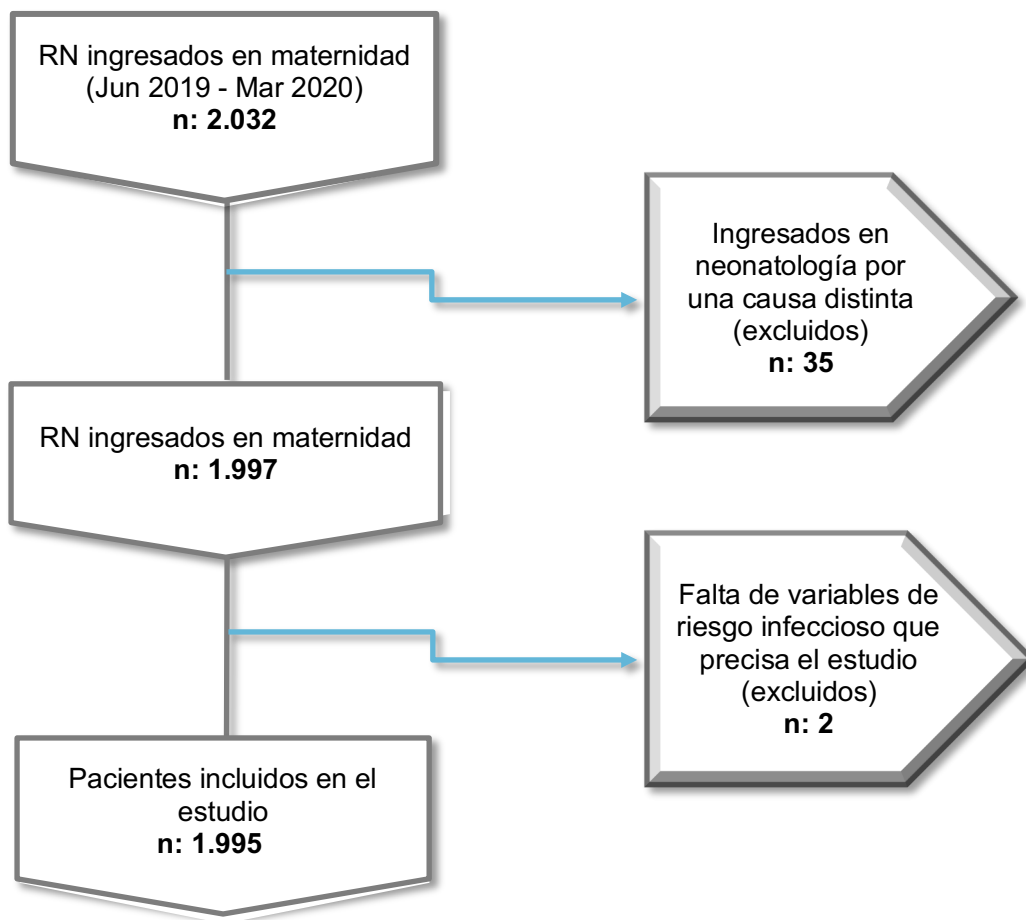 RN ingresados en maternidad
(Jun 2019 - Mar 2020)
n: 2.032
Ingresados en
neonatología por
una causa distinta
(excluidos)
n: 35
RN ingresados en maternidad
n: 1.997
Falta de variables de
riesgo infeccioso que
precisa el estudio
(excluidos)
n: 2
Pacientes incluidos en el
estudio
n: 1.995